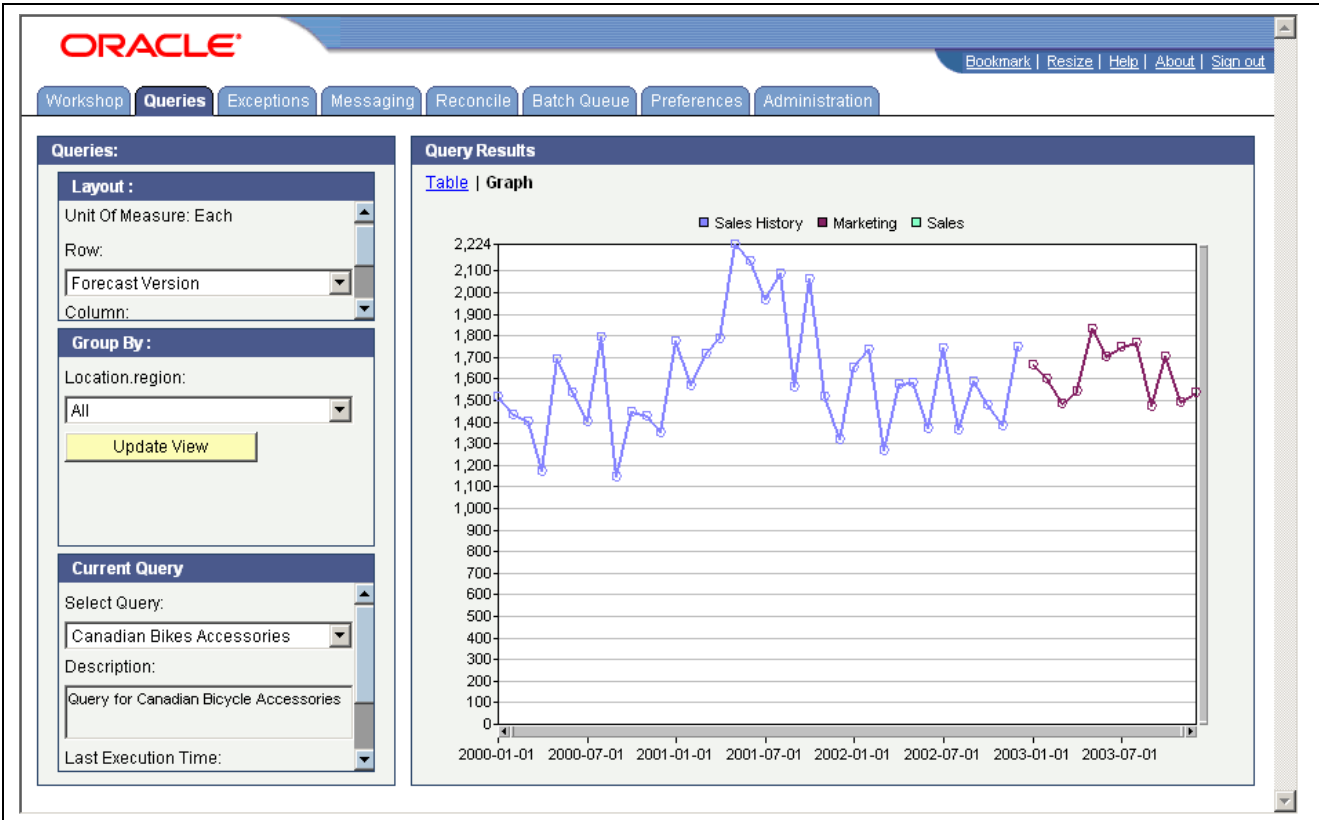 ORACLE
Bookmark | Resize | Help | About | Sign out
Workshop Queries Exceptions Messaging Reconcile Batch Queue Preferences Administration
Queries:
Layout :
Unit Of Measure: Each
Row:
Forecast Version
Column:
Group By :
Location.region:
All
Update View
Current Query
Select Query:
Canadian Bikes Accessories
Description:
Query for Canadian Bicycle Accessories
Last Execution Time:
Query Results
Table | Graph
Sales History Marketing Sales
2,224
2,100
2,000
1,900
1,800
1,700
1,600
1,500
1,400
1,300
1,200
1,100
1,000
900
800
700
600
500
400
300
200
100
0
2000-01-01 2000-07-01 2001-01-01 2001-07-01 2002-01-01 2002-07-01 2003-01-01 2003-07-01